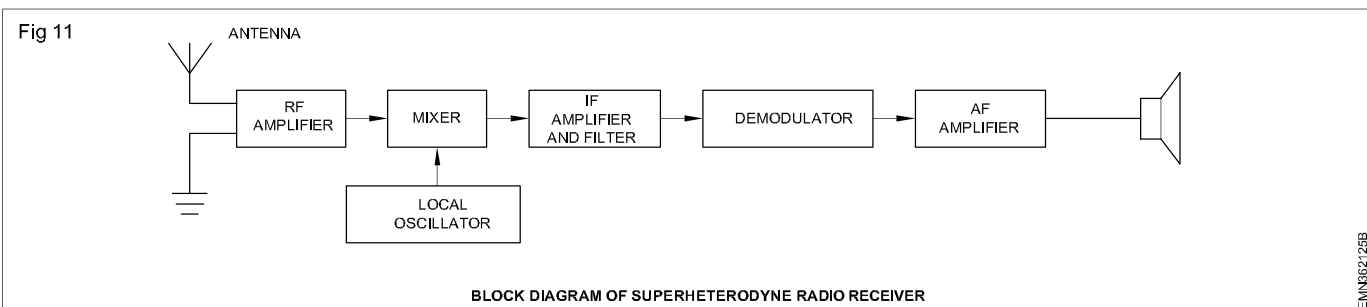 Fig 11
ANTENNA
RF
AMPLIFIER
MIXER
IF
AMPLIFIER
AND FILTER
DEMODULATOR
AF
AMPLIFIER
LOCAL
OSCILLATOR
BLOCK DIAGRAM OF SUPERHETERODYNE RADIO RECEIVER
EMN362125B